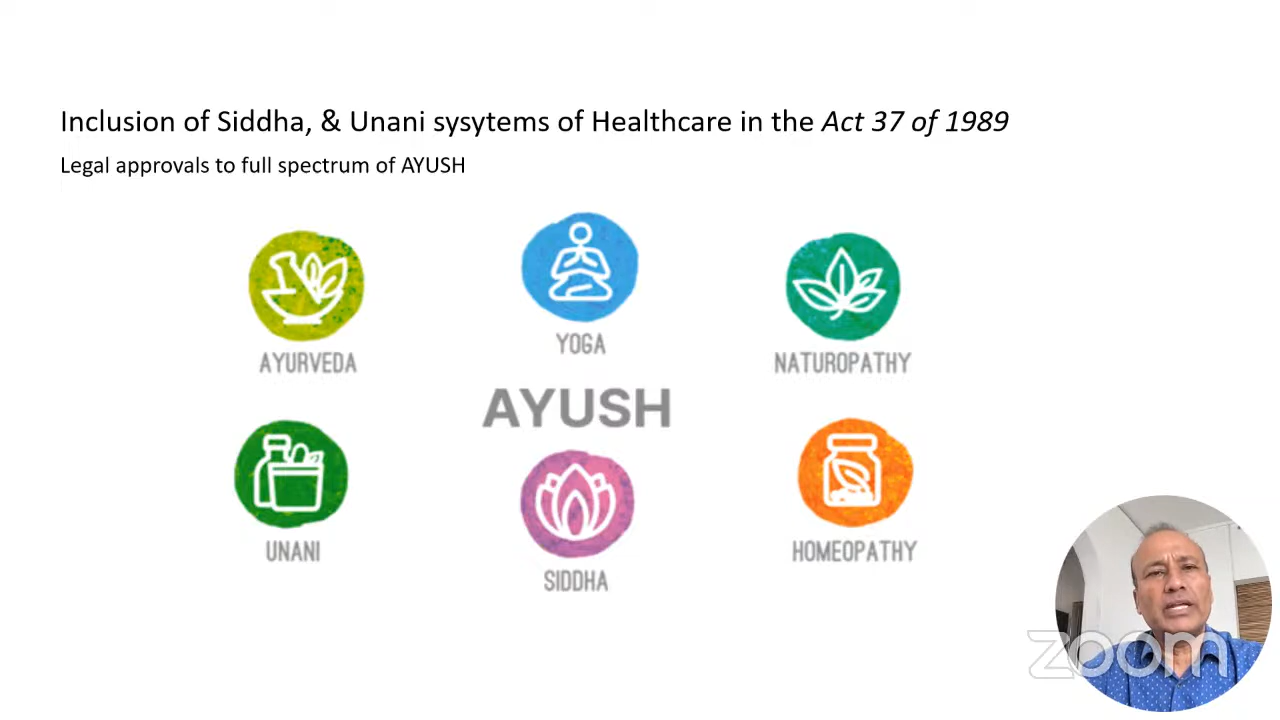 Inclusion of Siddha, & Unani sysytems of Healthcare in the Act 37 of 1989
Legal approvals to full spectrum of AYUSH
AYURVEDA
YOGA
NATUROPATHY
AYUSH
UNANI
SIDDHA
HOMEOPATHY
zoom